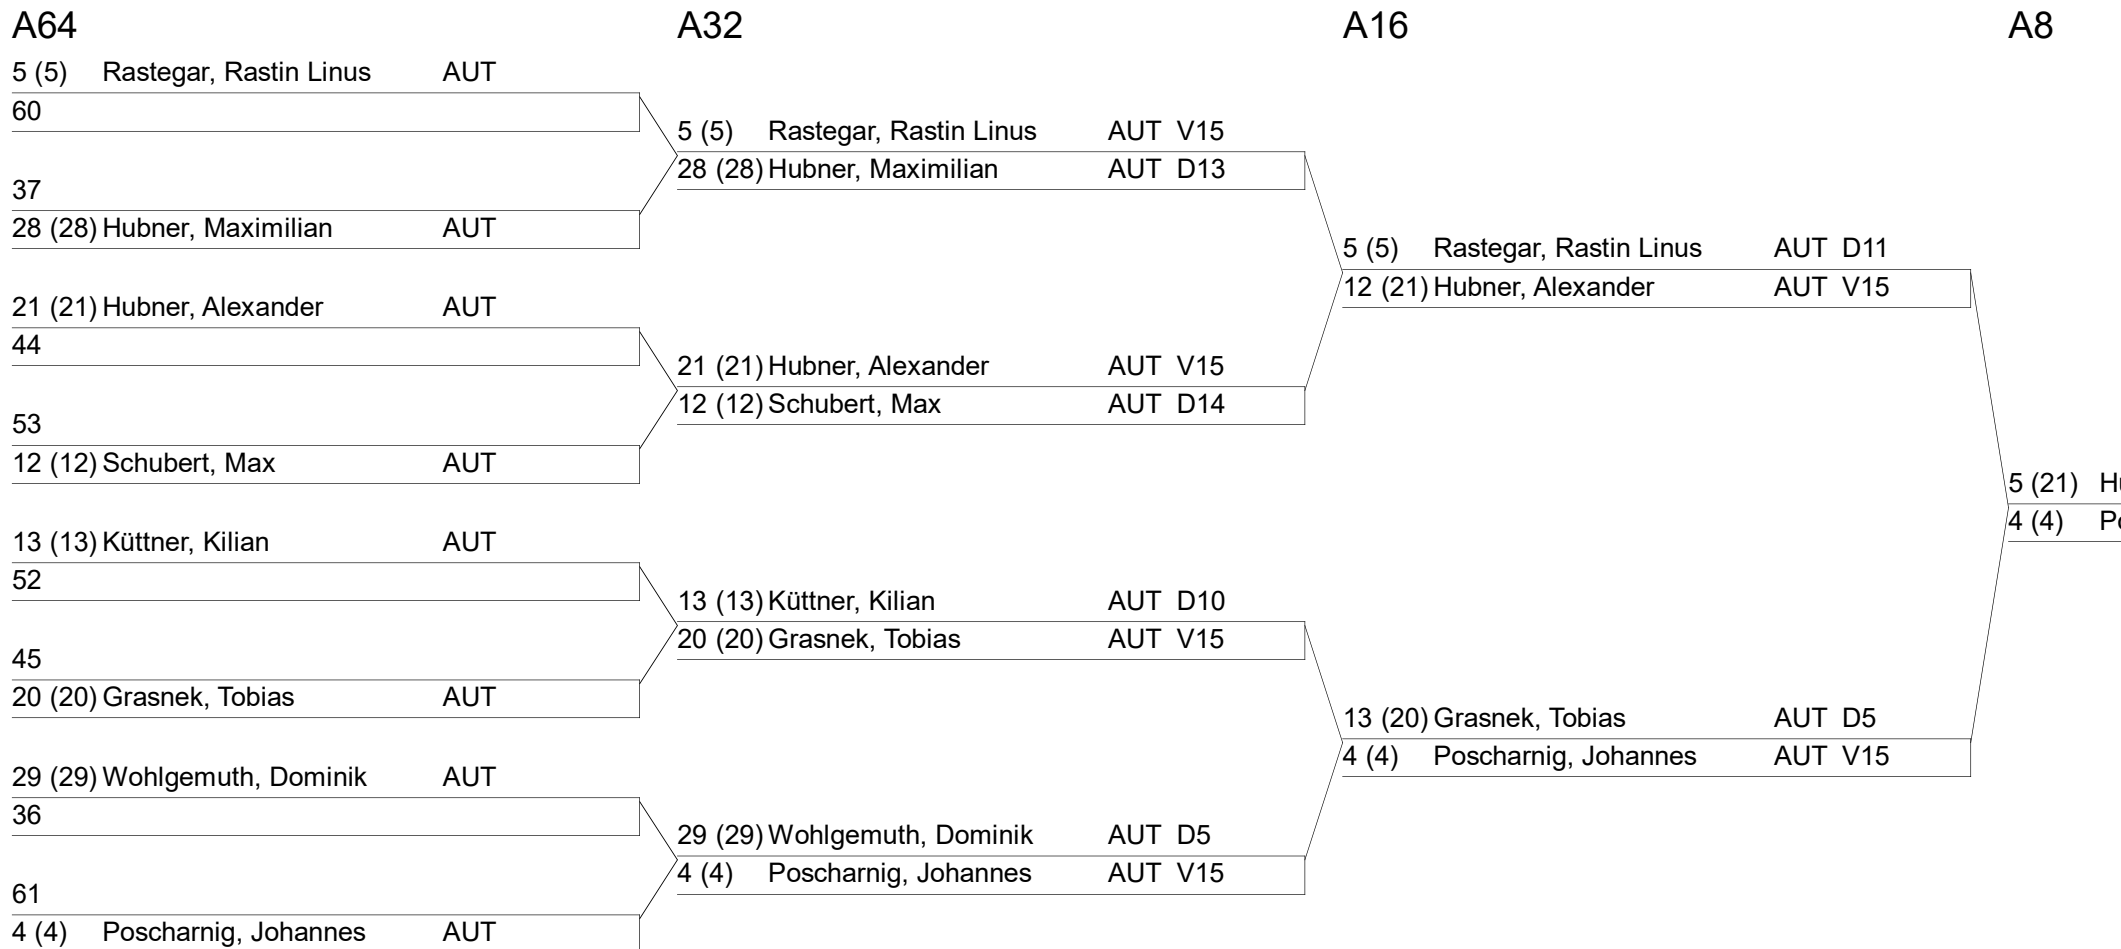 A64
5 (5) Rastegar, Rastin Linus AUT
60
37
28 (28) Hubner, Maximilian AUT
21 (21) Hubner, Alexander AUT
44
53
12 (12) Schubert, Max AUT
13 (13) Küttner, Kilian AUT
52
45
20 (20) Grasnek, Tobias AUT
29 (29) Wohlgemuth, Dominik AUT
36
61
4 (4) Poscharnig, Johannes AUT
A32
5 (5) Rastegar, Rastin Linus AUT V15
28 (28) Hubner, Maximilian AUT D13
21 (21) Hubner, Alexander AUT V15
12 (12) Schubert, Max AUT D14
13 (13) Küttner, Kilian AUT D10
20 (20) Grasnek, Tobias AUT V15
29 (29) Wohlgemuth, Dominik AUT D5
4 (4) Poscharnig, Johannes AUT V15
A16
5 (5) Rastegar, Rastin Linus AUT D11
12 (21) Hubner, Alexander AUT V15
13 (20) Grasnek, Tobias AUT D5
4 (4) Poscharnig, Johannes AUT V15
A8
5 (21)
4 (4)